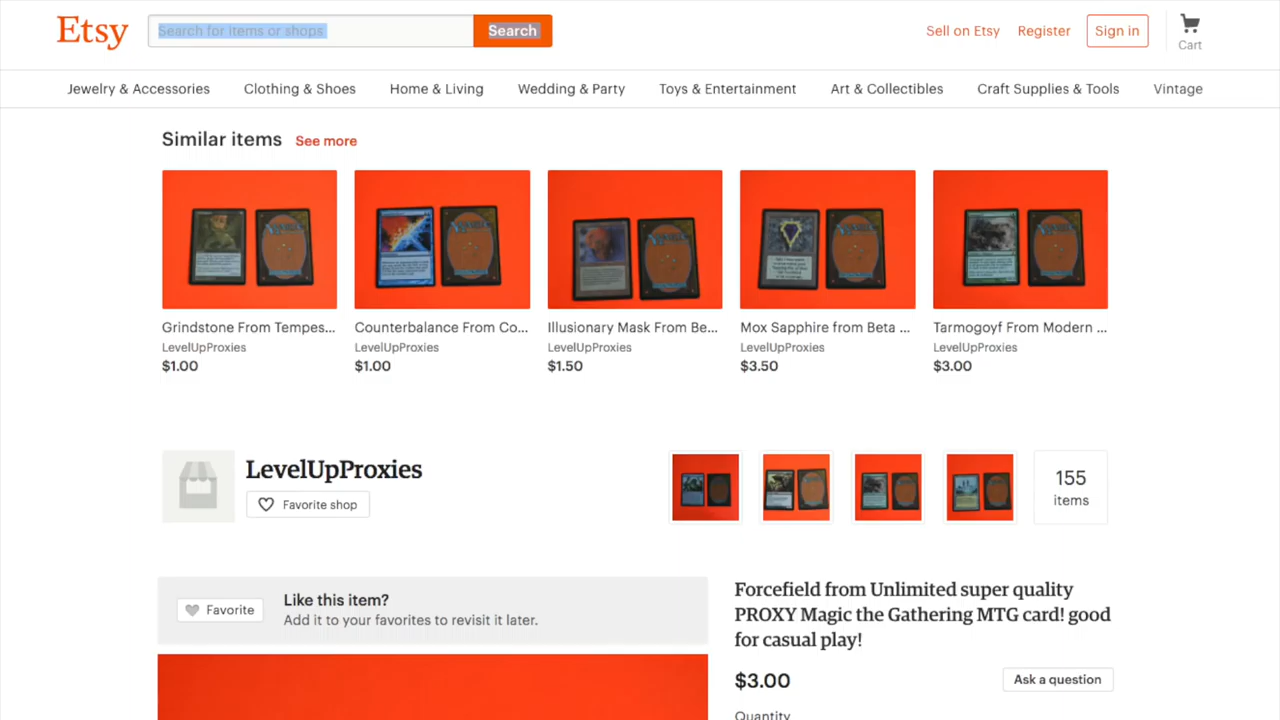 Etsy
Search for items or shops
Search
Sell on Etsy
Register
Sign in
Cart
Jewelry & Accessories
Clothing & Shoes
Home & Living
Wedding & Party
Toys & Entertainment
Art & Collectibles
Craft Supplies & Tools
Vintage
Similar items
See more
Grindstone From Tempes...
LevelUpProxies
$1.00
Counterbalance From Co...
LevelUpProxies
$1.00
Illusionary Mask From Be...
LevelUpProxies
$1.50
Mox Sapphire from Beta ...
LevelUpProxies
$3.50
Tarmogoyf From Modern ...
LevelUpProxies
$3.00
LevelUpProxies
Favorite shop
155
items
Favorite
Like this item?
Add it to your favorites to revisit it later.
Forcefield from Unlimited super quality
PROXY Magic the Gathering MTG card! good
for casual play!
$3.00
Ask a question
Quantity